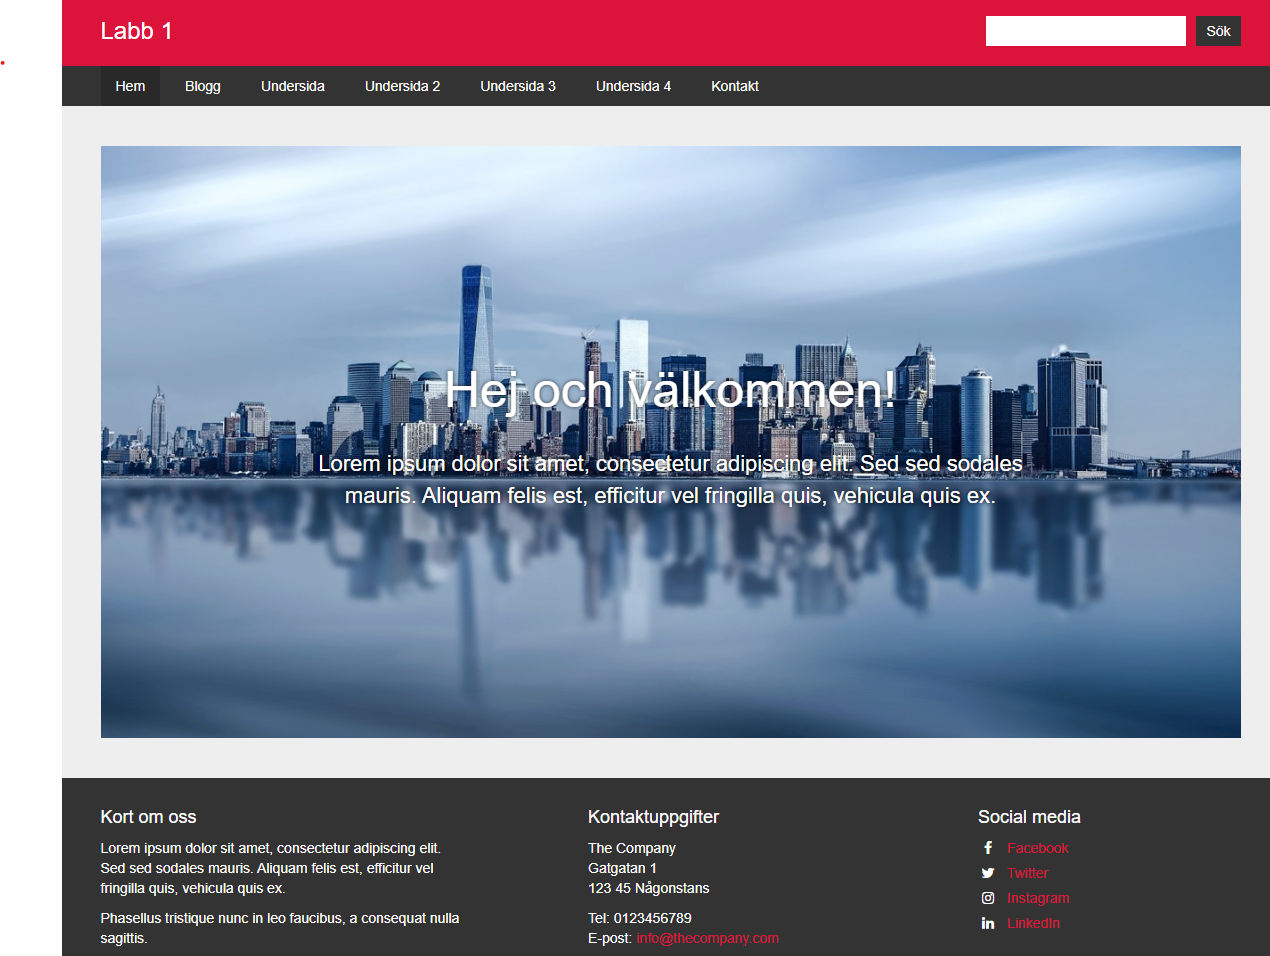 Labb 1
Sök
Hem Blogg Undersida Undersida 2 Undersida 3 Undersida 4 Kontakt
Hej och välkommen!
Lorem ipsum dolor sit amet, consectetur adipiscing elit. Sed sed sodales
mauris. Aliquam felis est, efficitur vel fringilla quis, vehicula quis ex.
Kort om oss
Lorem ipsum dolor sit amet, consectetur adipiscing elit.
Sed sed sodales mauris. Aliquam felis est, efficitur vel
fringilla quis, vehicula quis ex.
Phasellus tristique nunc in leo faucibus, a consequat nulla
sagittis.
Kontaktuppgifter
The Company
Gatgatan 1
123 45 Någonstans
Tel: 0123456789
E-post: info@thecompany.com
Social media
Facebook
Twitter
Instagram
LinkedIn